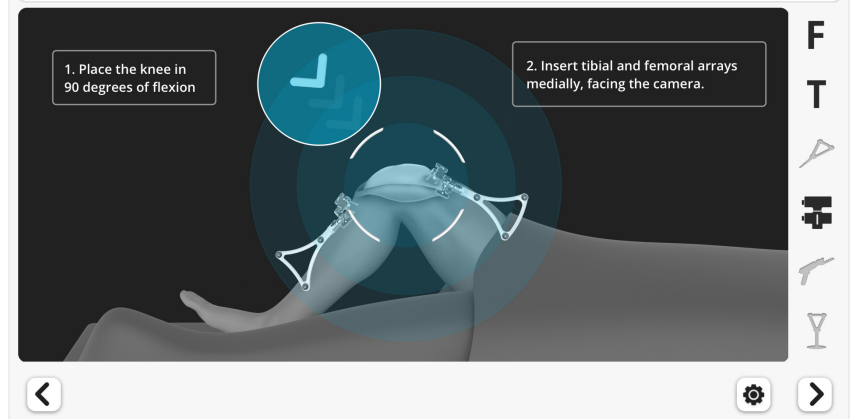 1. Place the knee in
90 degrees of flexion
2. Insert tibial and femoral arrays
medially, facing the camera.
F
T